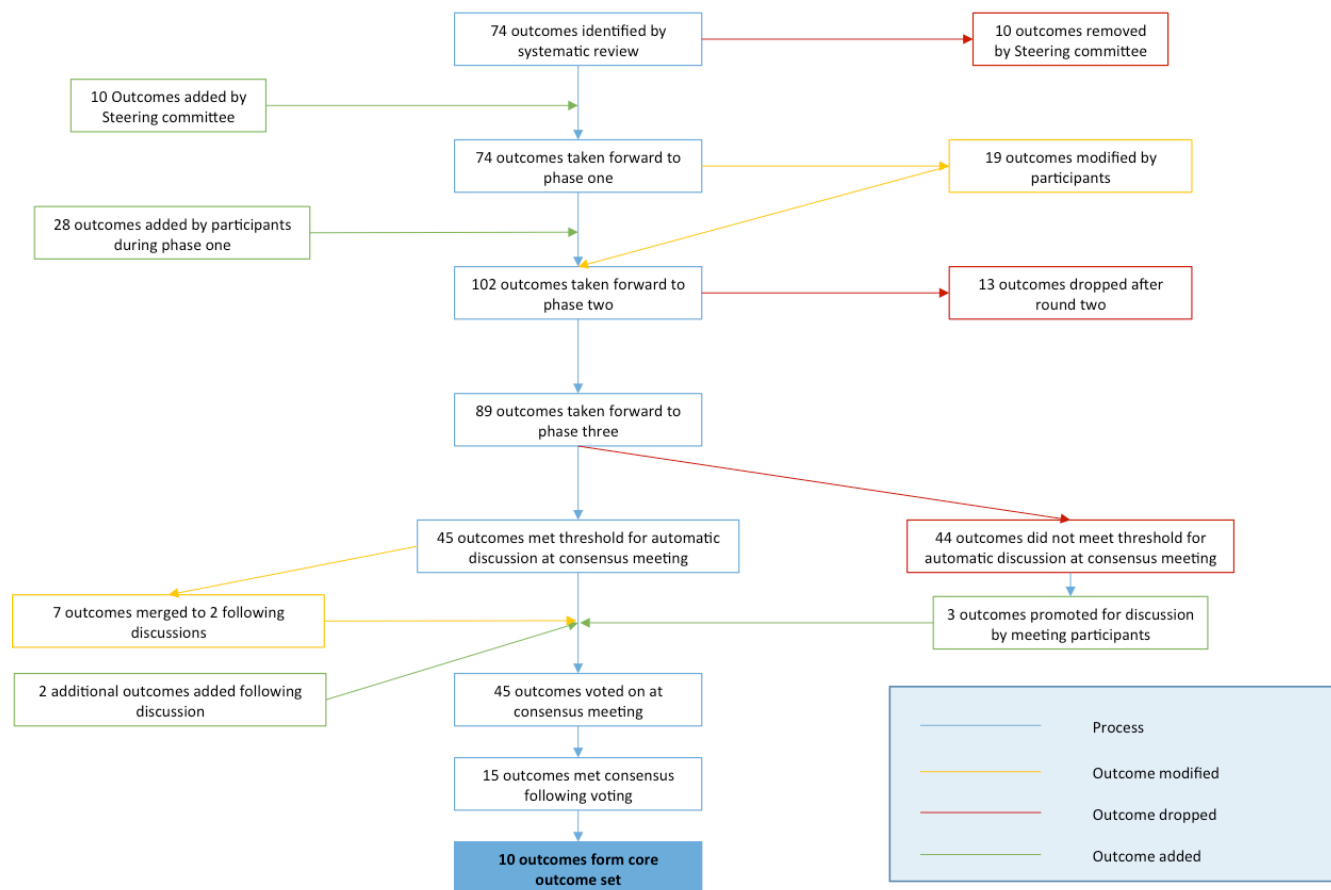 74 outcomes identified by
systematic review
10 outcomes removed
by Steering committee
10 Outcomes added by
Steering committee
74 outcomes taken forward to
phase one
19 outcomes modified by
participants
28 outcomes added by participants
during phase one
102 outcomes taken forward to
phase two
13 outcomes dropped after
round two
89 outcomes taken forward to
phase three
45 outcomes met threshold for automatic
discussion at consensus meeting
44 outcomes did not meet threshold for
automatic discussion at consensus meeting
7 outcomes merged to 2 following
discussions
3 outcomes promoted for discussion
by meeting participants
2 additional outcomes added following
discussion
45 outcomes voted on at
consensus meeting
15 outcomes met consensus
following voting
10 outcomes form core
outcome set
Process
Outcome modified
Outcome dropped
Outcome added